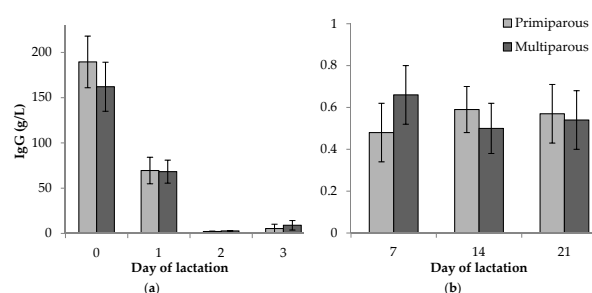 IgG (g/L)
200
150
100
50
0
0 1 2 3
Day of lactation
(a)
Primiparous
Multiparous
1
0.8
0.6
0.4
0.2
0
7 14 21
Day of lactation
(b)